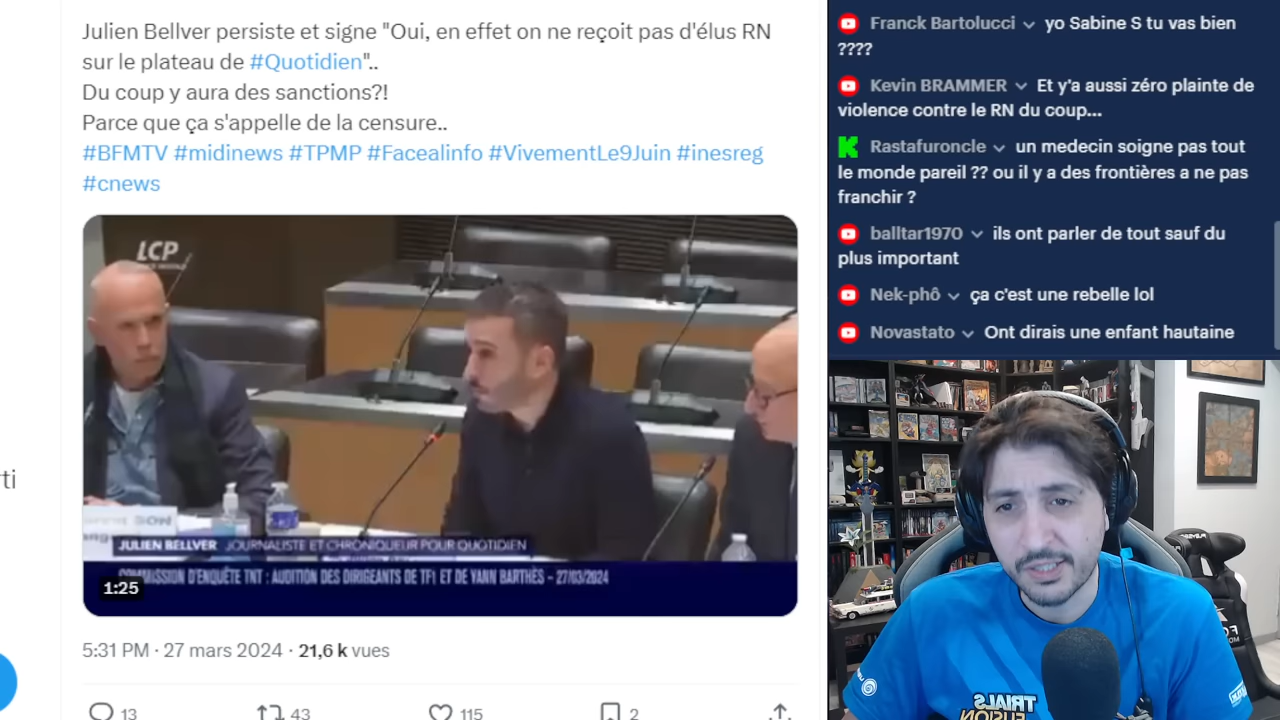 Julien Bellver persiste et signe "Oui, en effet on ne reçoit pas d'élus RN
sur le plateau de #Quotidien"..
Du coup y aura des sanctions?!
Parce que ça s'appelle de la censure..
#BFMTV #midinews #TPMP #Facealinfo #VivementLe9Juin #inesreg
#cnews
LCP
JULIEN BELLVER JOURNALISTE ET CHRONIQUEUR POUR QUOTIDIEN
COMMISSION D'ENQUÊTE TNT : AUDITION DES DIRIGEANTS DE TF1 ET DE YANN BARTHÈS - 27/03/2024
1:25
5:31 PM · 27 mars 2024 · 21,6 k vues
13 43 115 2
rti
Franck Bartolucci yo Sabine S tu vas bien
????
Kevin BRAMMER Et y'a aussi zéro plainte de
violence contre le RN du coup...
Rastafuroncle un medecin soigne pas tout
le monde pareil ?? ou il y a des frontières a ne pas
franchir ?
balltar1970 ils ont parler de tout sauf du
plus important
Nek-phô ça c'est une rebelle lol
Novastato Ont dirais une enfant hautaine
TRIALS
FUSION